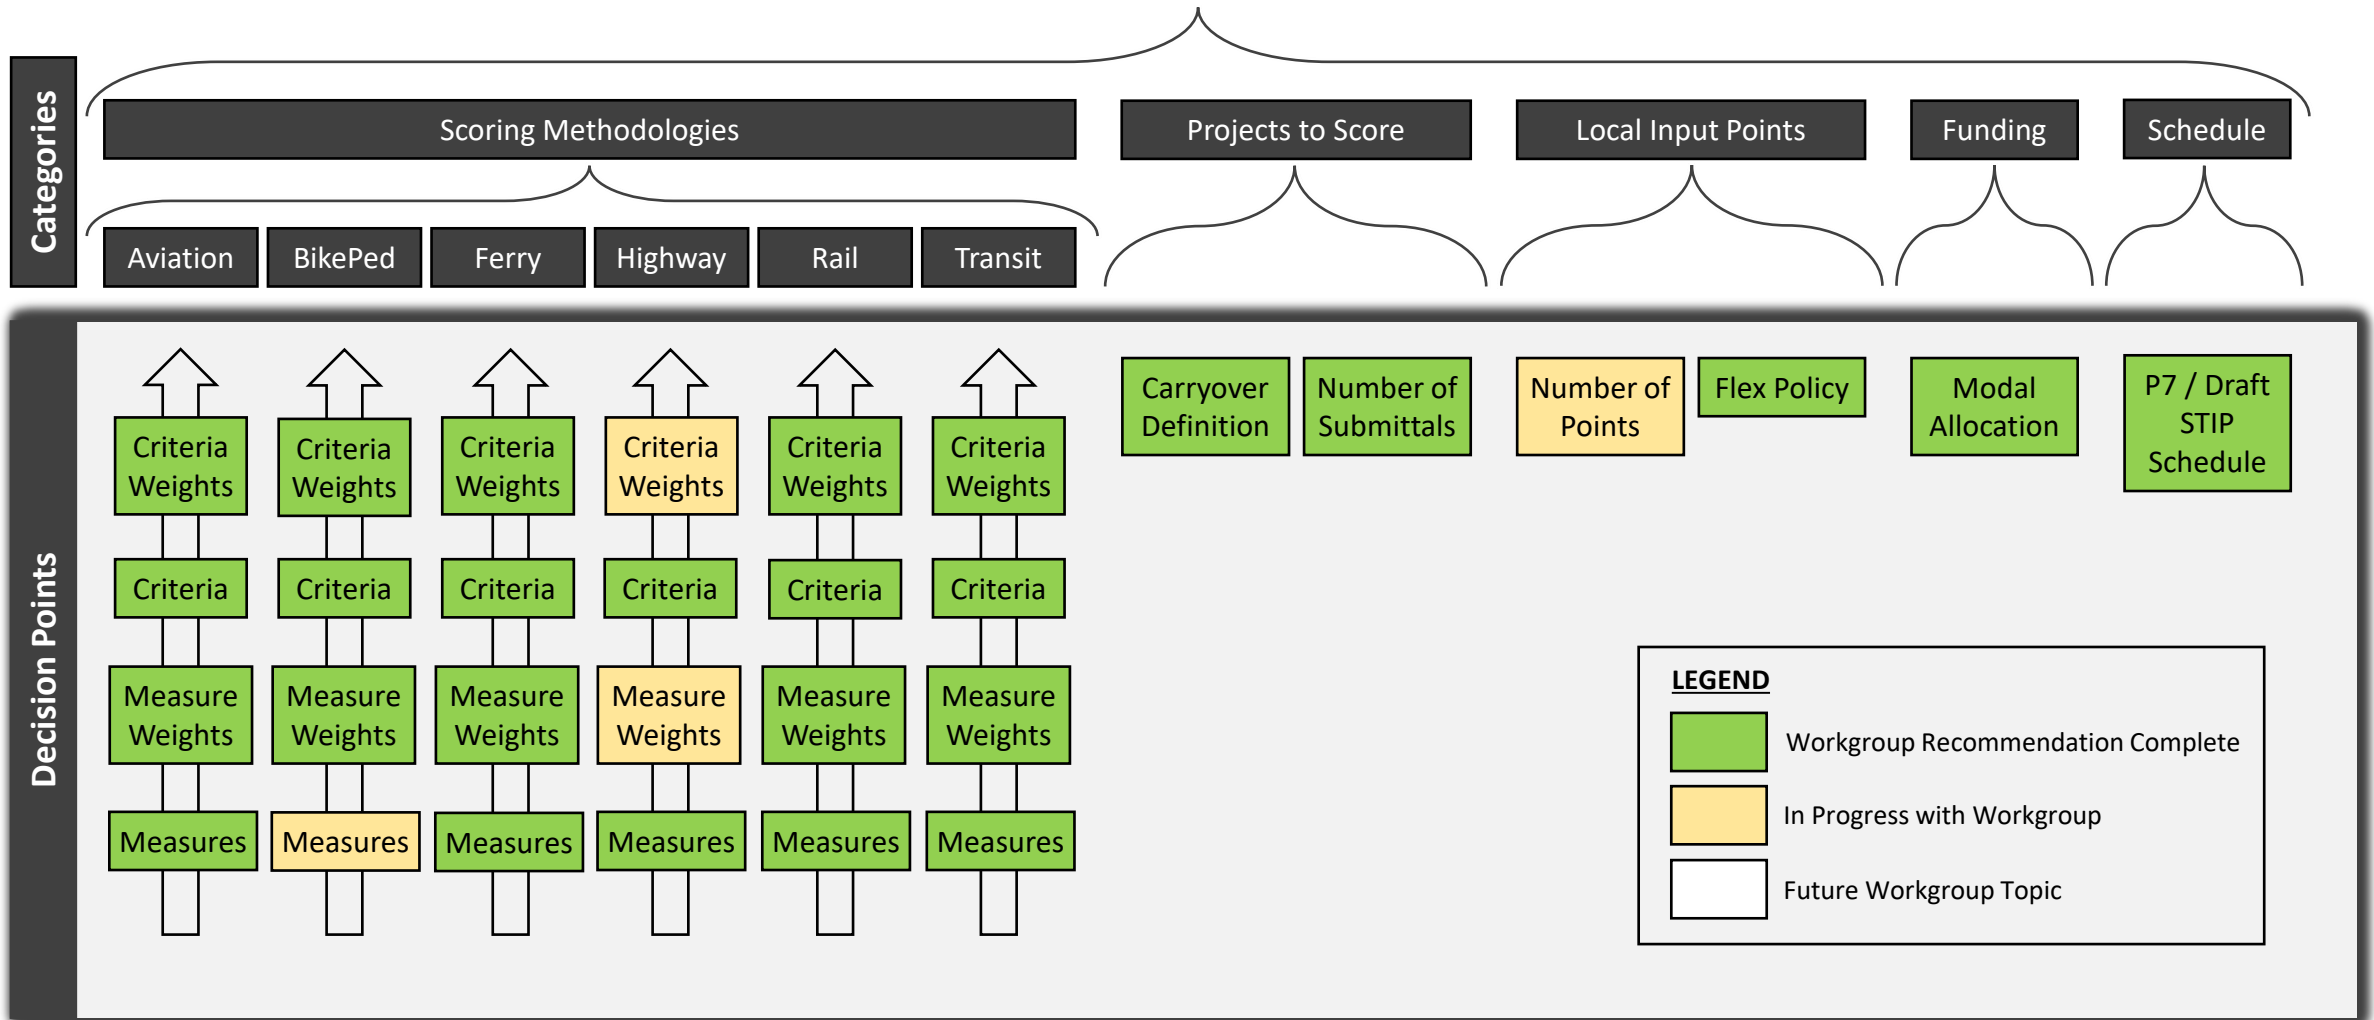 Categories
Scoring Methodologies
Projects to Score
Local Input Points
Funding
Schedule
Aviation
BikePed
Ferry
Highway
Rail
Transit
Decision Points
Criteria
Weights
Criteria
Weights
Criteria
Weights
Criteria
Weights
Criteria
Weights
Criteria
Weights
Criteria
Criteria
Criteria
Criteria
Criteria
Criteria
Measure
Weights
Measure
Weights
Measure
Weights
Measure
Weights
Measure
Weights
Measure
Weights
Measures
Measures
Measures
Measures
Measures
Measures
Carryover
Definition
Number of
Submittals
Number of
Points
Flex Policy
Modal
Allocation
P7 / Draft
STIP
Schedule
LEGEND
Workgroup Recommendation Complete
In Progress with Workgroup
Future Workgroup Topic